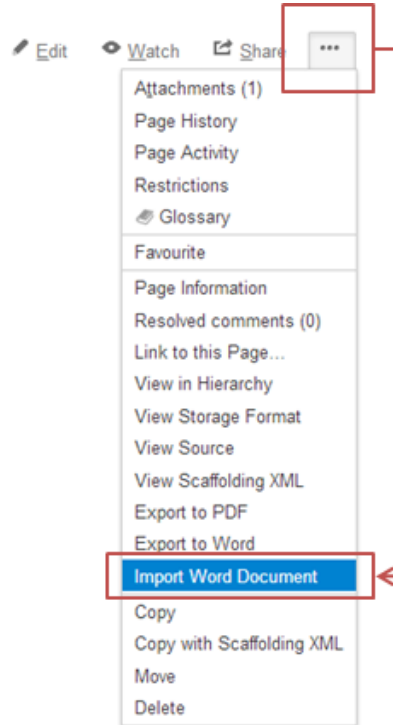 Edit Watch Share ...
Attachments (1)
Page History
Page Activity
Restrictions
Glossary
Favourite
Page Information
Resolved comments (0)
Link to this Page...
View in Hierarchy
View Storage Format
View Source
View Scaffolding XML
Export to PDF
Export to Word
Import Word Document
Copy
Copy with Scaffolding XML
Move
Delete